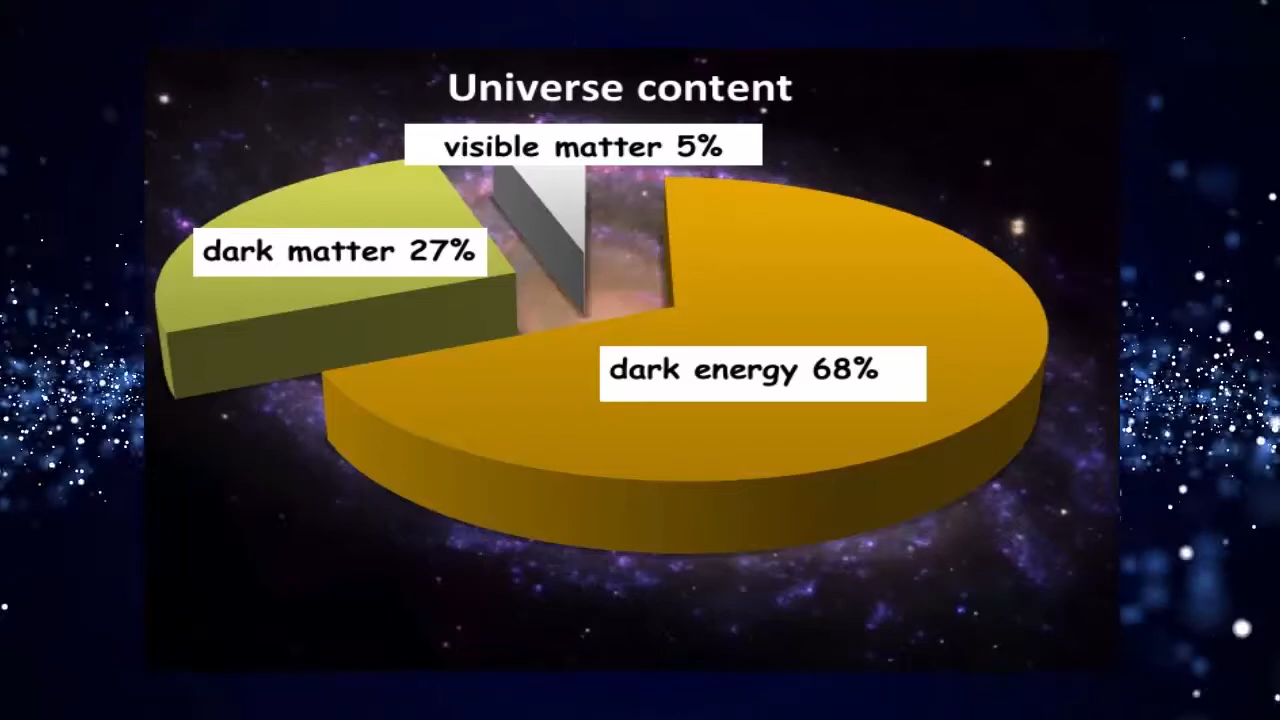 Universe content
visible matter 5%
dark matter 27%
dark energy 68%